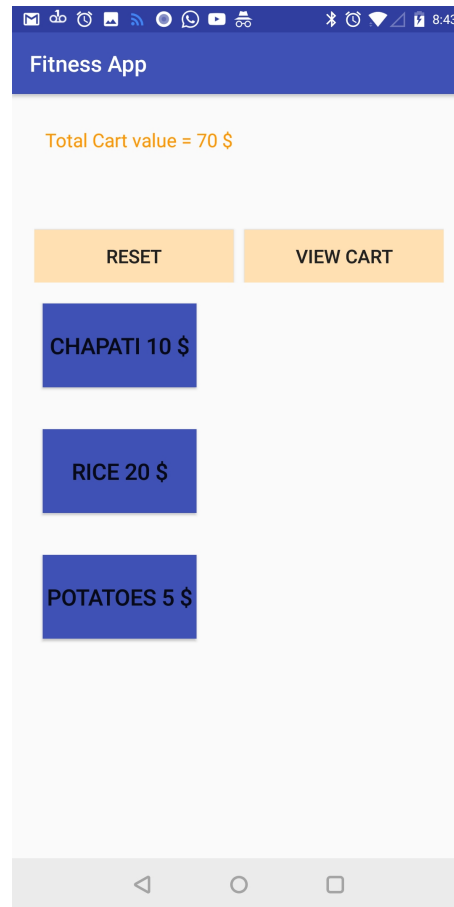 8:43
Fitness App
Total Cart value = 70 $
RESET
VIEW CART
CHAPATI 10 $
RICE 20 $
POTATOES 5 $